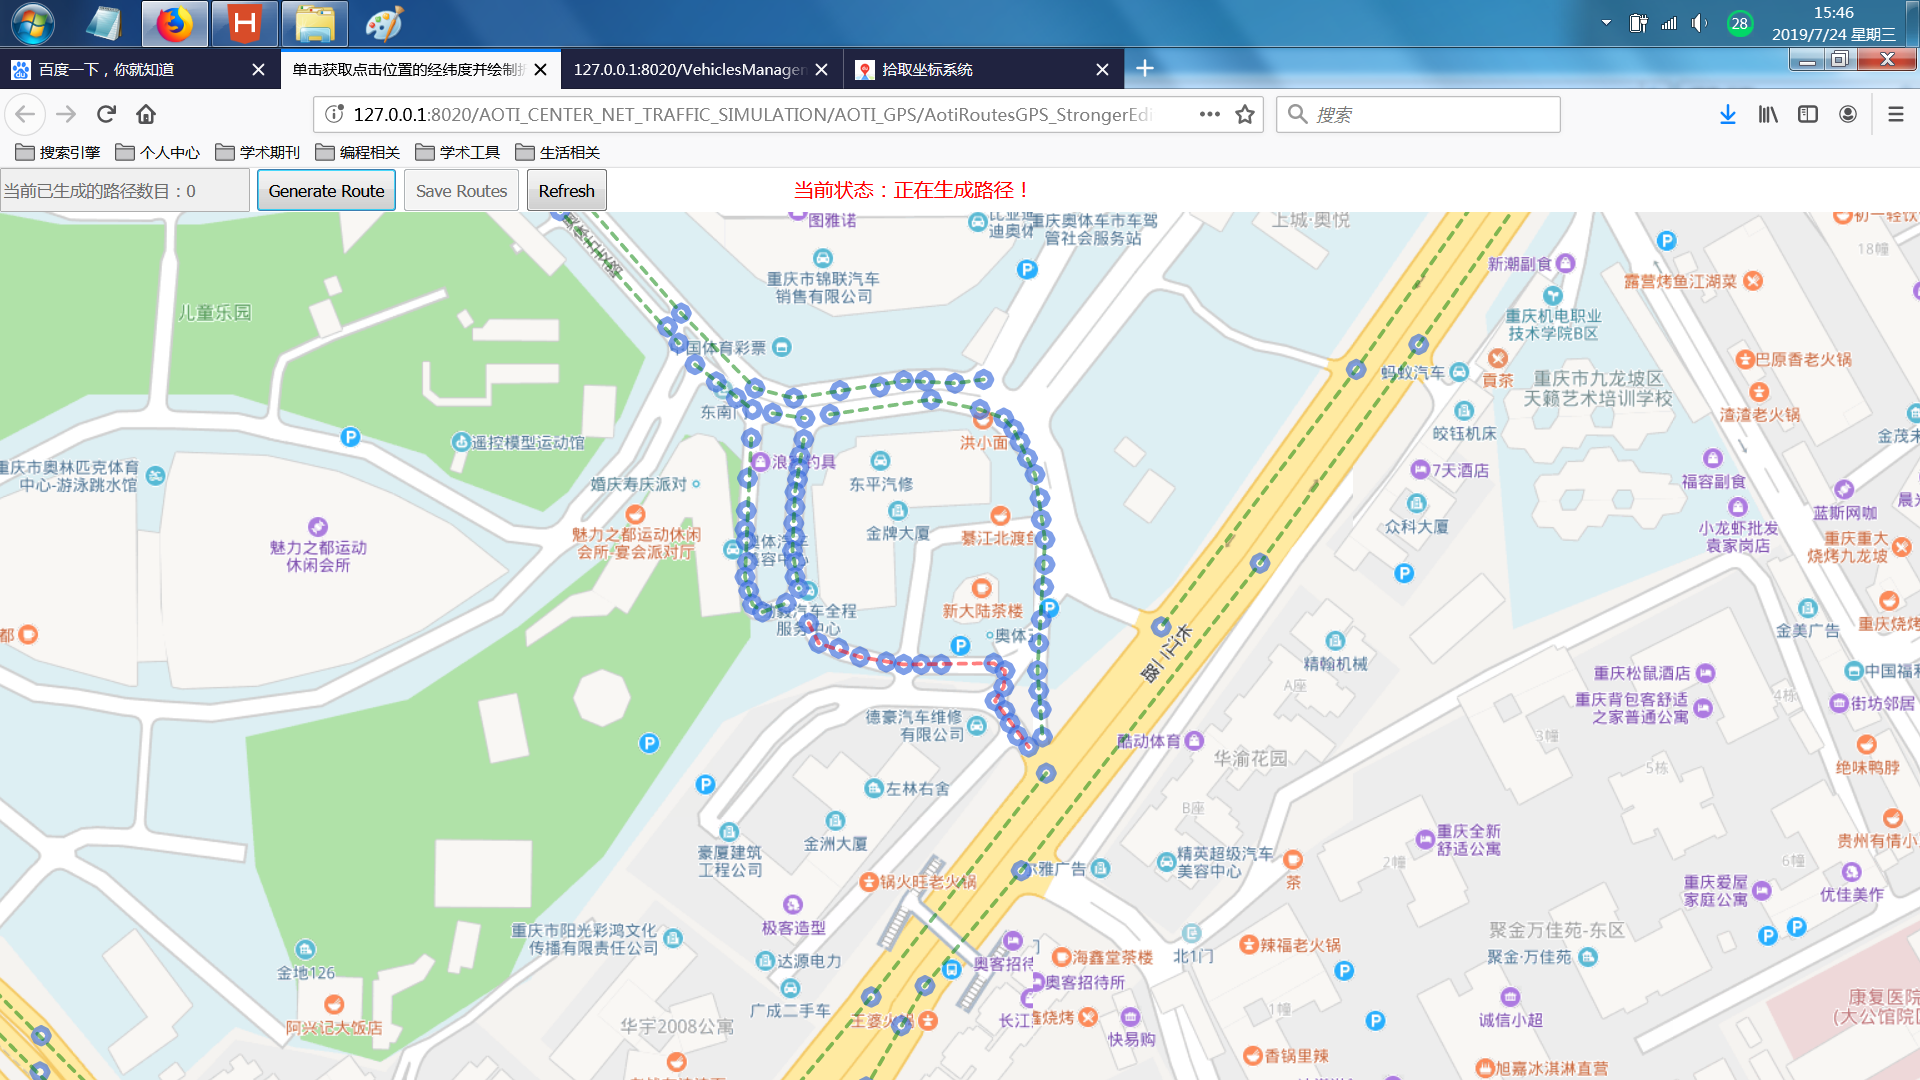 15:46
28
2019/7/24 星期三
百度一下，你就知道
单击获取点击位置的经纬度并绘制折
127.0.0.1:8020/VehiclesManager
拾取坐标系统
127.0.0.1:8020/AOTI_CENTER_NET_TRAFFIC_SIMULATION/AOTI_GPS/AotiRoutesGPS_StrongerEdi
搜索
搜索引擎
个人中心
学术期刊
编程相关
学术工具
生活相关
当前已生成的路径数目：0
Generate Route
Save Routes
Refresh
当前状态：正在生成路径！
图雅诺
迪奥体
重庆奥体车市车驾
管社会服务站
上城·奥悦
初一轻饮
18幢
新潮副食
露营烤鱼江湖菜
重庆市锦联汽车
销售有限公司
儿童乐园
重庆机电职业
技术学院B区
国体育彩票
巴原香老火锅
蚂蚁汽车
贡茶
重庆市九龙坡区
天籁艺术培训学校
渣渣老火锅
东南门
遥控模型运动馆
洪小面
皎钰机床
金茂未
重庆市奥林匹克体育
中心-游泳跳水馆
婚庆寿庆派对
东平汽修
7天酒店
福容副食
晨光
魅力之都运动休闲
会所-宴会派对厅
金牌大厦
綦江北渡鱼
众科大厦
蓝斯网咖
小龙虾批发
袁家岗店
魅力之都运动
休闲会所
重庆重大
烧烤九龙坡
汽车全程
服务中心
新大陆茶楼
奥体五
长江二路
精翰机械
金美广告
重庆烧烤
都
A座
重庆松鼠酒店
中国福利
重庆背包客舒适
之家普通公寓
4栋
街坊邻居
德豪汽车维修
有限公司
酷动体育
华渝花园
3幢
5栋
绝味鸭脖
左林右舍
B座
金洲大厦
豪厦建筑
工程公司
重庆全新
舒适公寓
贵州有情小
精英超级汽车
美容中心
2幢
6幢
尔雅广告
茶
锅火旺老火锅
重庆爱屋
家庭公寓
优佳美作
极客造型
重庆市阳光彩鸿文化
传播有限责任公司
聚金万佳苑-东区
辣福老火锅
海鑫堂茶楼
北1门
聚金·万佳苑
金地126
达源电力
奥客招待
奥客招待所
广成二手车
1幢
康复医院
(大公馆院区
阿兴记大饭店
华宇2008公寓
王婆火锅
长江
鑫烧烤
快易购
诚信小超
香锅里辣
旭嘉冰淇淋直营